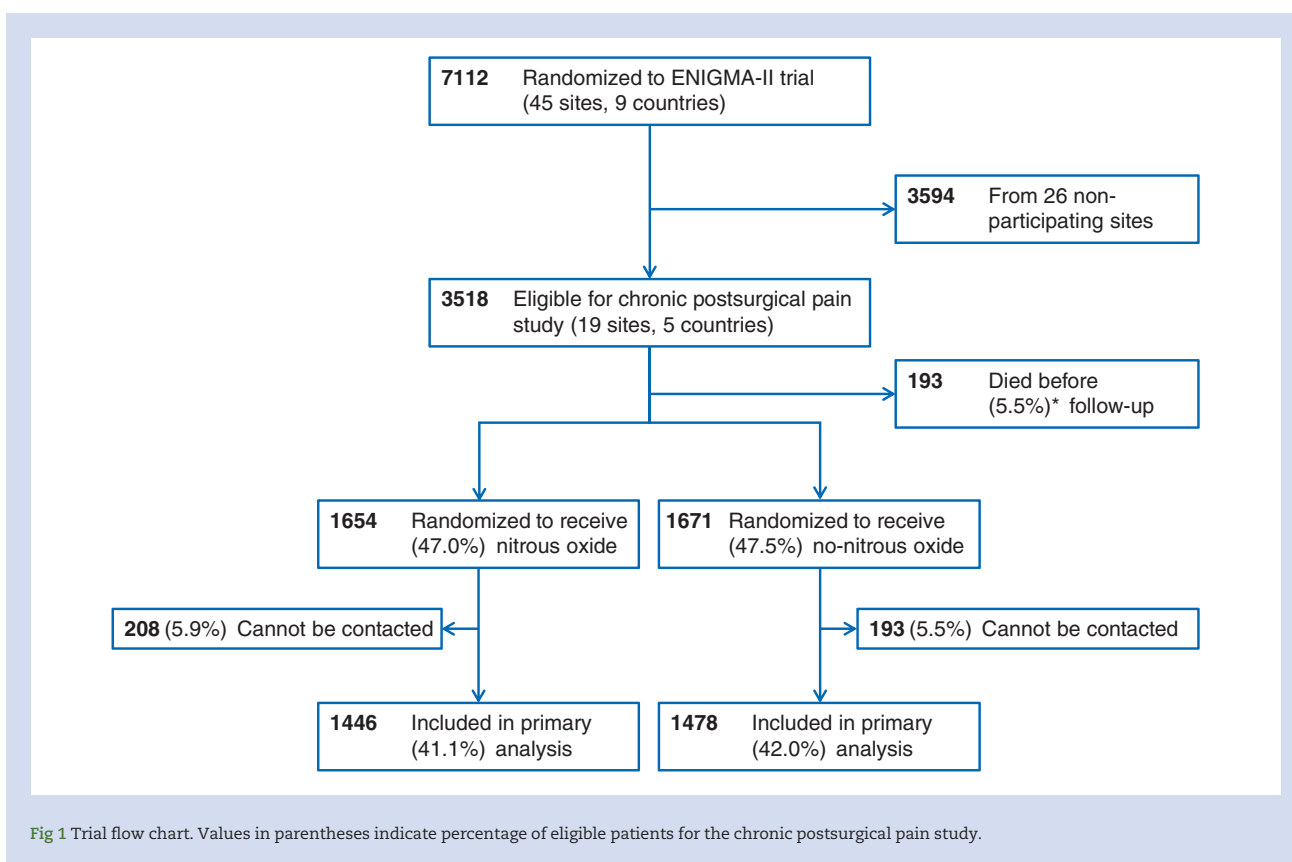 7112 Randomized to ENIGMA-II trial
(45 sites, 9 countries)
3594 From 26 non-
participating sites
3518 Eligible for chronic postsurgical pain
study (19 sites, 5 countries)
193 Died before
(5.5%)* follow-up
1654 Randomized to receive
(47.0%) nitrous oxide
1671 Randomized to receive
(47.5%) no-nitrous oxide
208 (5.9%) Cannot be contacted
193 (5.5%) Cannot be contacted
1446 Included in primary
(41.1%) analysis
1478 Included in primary
(42.0%) analysis
Fig 1 Trial flow chart. Values in parentheses indicate percentage of eligible patients for the chronic postsurgical pain study.